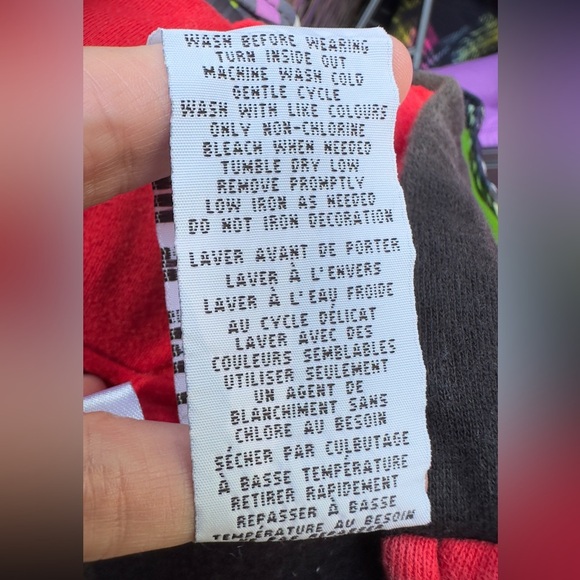 WASH BEFORE WEARING
TURN INSIDE OUT
MACHINE WASH COLD
GENTLE CYCLE
WASH WITH LIKE COLOURS
ONLY NON-CHLORINE
BLEACH WHEN NEEDED
TUMBLE DRY LOW
REMOVE PROMPTLY
LOW IRON AS NEEDED
DO NOT IRON DECORATION
LAVER AVANT DE PORTER
LAVER À L'ENVERS
LAVER À L'EAU FROIDE
AU CYCLE DÉLICAT
LAVER AVEC DES
COULEURS SEMBLABLES
UTILISER SEULEMENT
UN AGENT DE
BLANCHIMENT SANS
CHLORE AU BESOIN
SÉCHER PAR CULBUTAGE
À BASSE TEMPÉRATURE
RETIRER RAPIDEMENT
REPASSER À BASSE
TEMPÉRATURE AU BESOIN